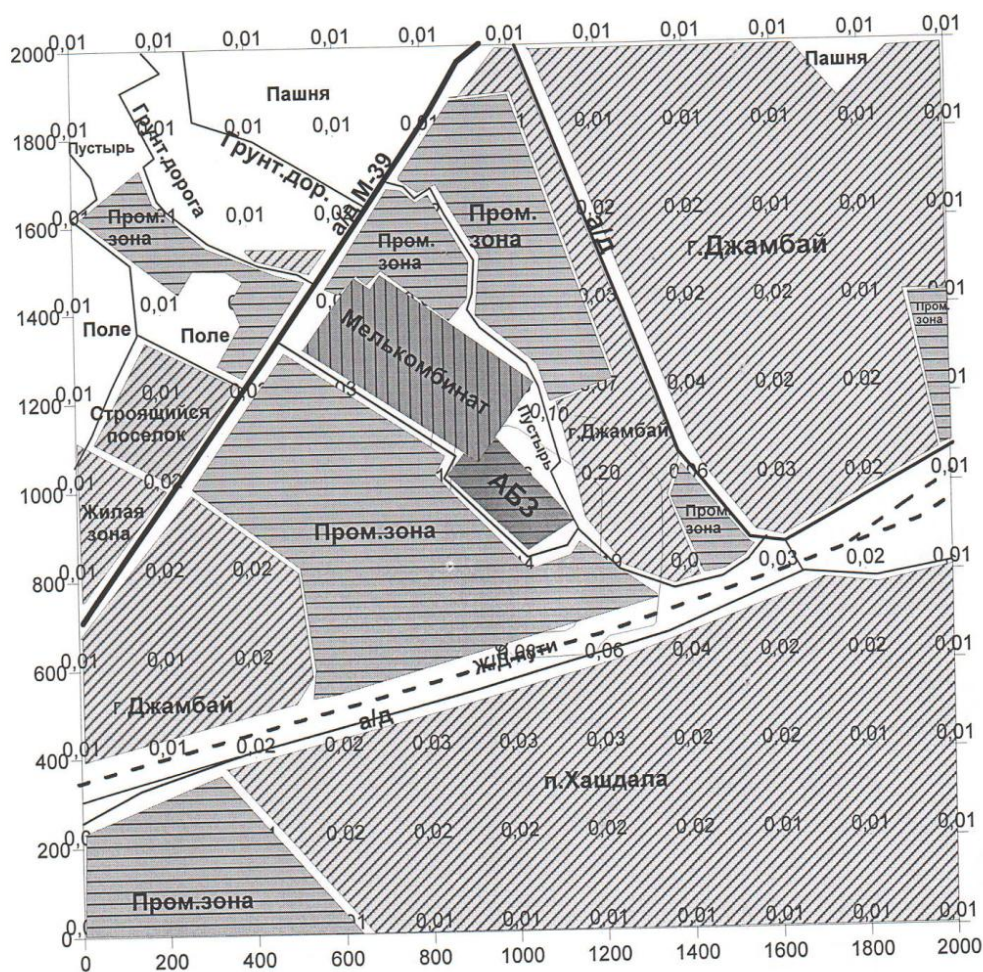 0,01 0,01 0,01 0,01 0,01 0,01 0,01 0,01 0,01 0,01
2000
Пашня
Пашня
0,01 0,01 0,01 0,01 0,01 0,01 0,01
1800
Пустырь
Грунт.дорога
Грунт.дор.
а/д М-39
0,01 0,02 0,02 0,02 0,01 0,01
1600
Пром.
зона
Пром.
зона
Пром.
зона
а/д
г.Джамбай
0,01 0,01 0,03 0,02 0,02 0,01 0,01
1400
Поле
Поле
Мелькомбинат
Пром.
зона
0,01 0,01 0,07 0,04 0,02 0,02 0,01
1200
Строящийся
поселок
0,10
Пустырь
г.Джамбай
0,01 0,02 0,20 0,06 0,03 0,02 0,01
1000
АБЗ
Жилая
зона
Пром.зона
Пром.
зона
0,01 0,02 0,02 0,03 0,02 0,01
800
0,01 0,01 0,02 0,06 0,04 0,02 0,02 0,01 0,01
Ж/Д пути
600
г.Джамбай
а/д
0,01 0,01 0,02 0,02 0,03 0,03 0,03 0,02 0,02 0,01 0,01
400
п.Хашдала
0,02 0,02 0,02 0,02 0,02 0,01 0,01 0,01
200
Пром.зона
0,01 0,01 0,01 0,01 0,01 0,01 0,01
0
0 200 400 600 800 1000 1200 1400 1600 1800 2000